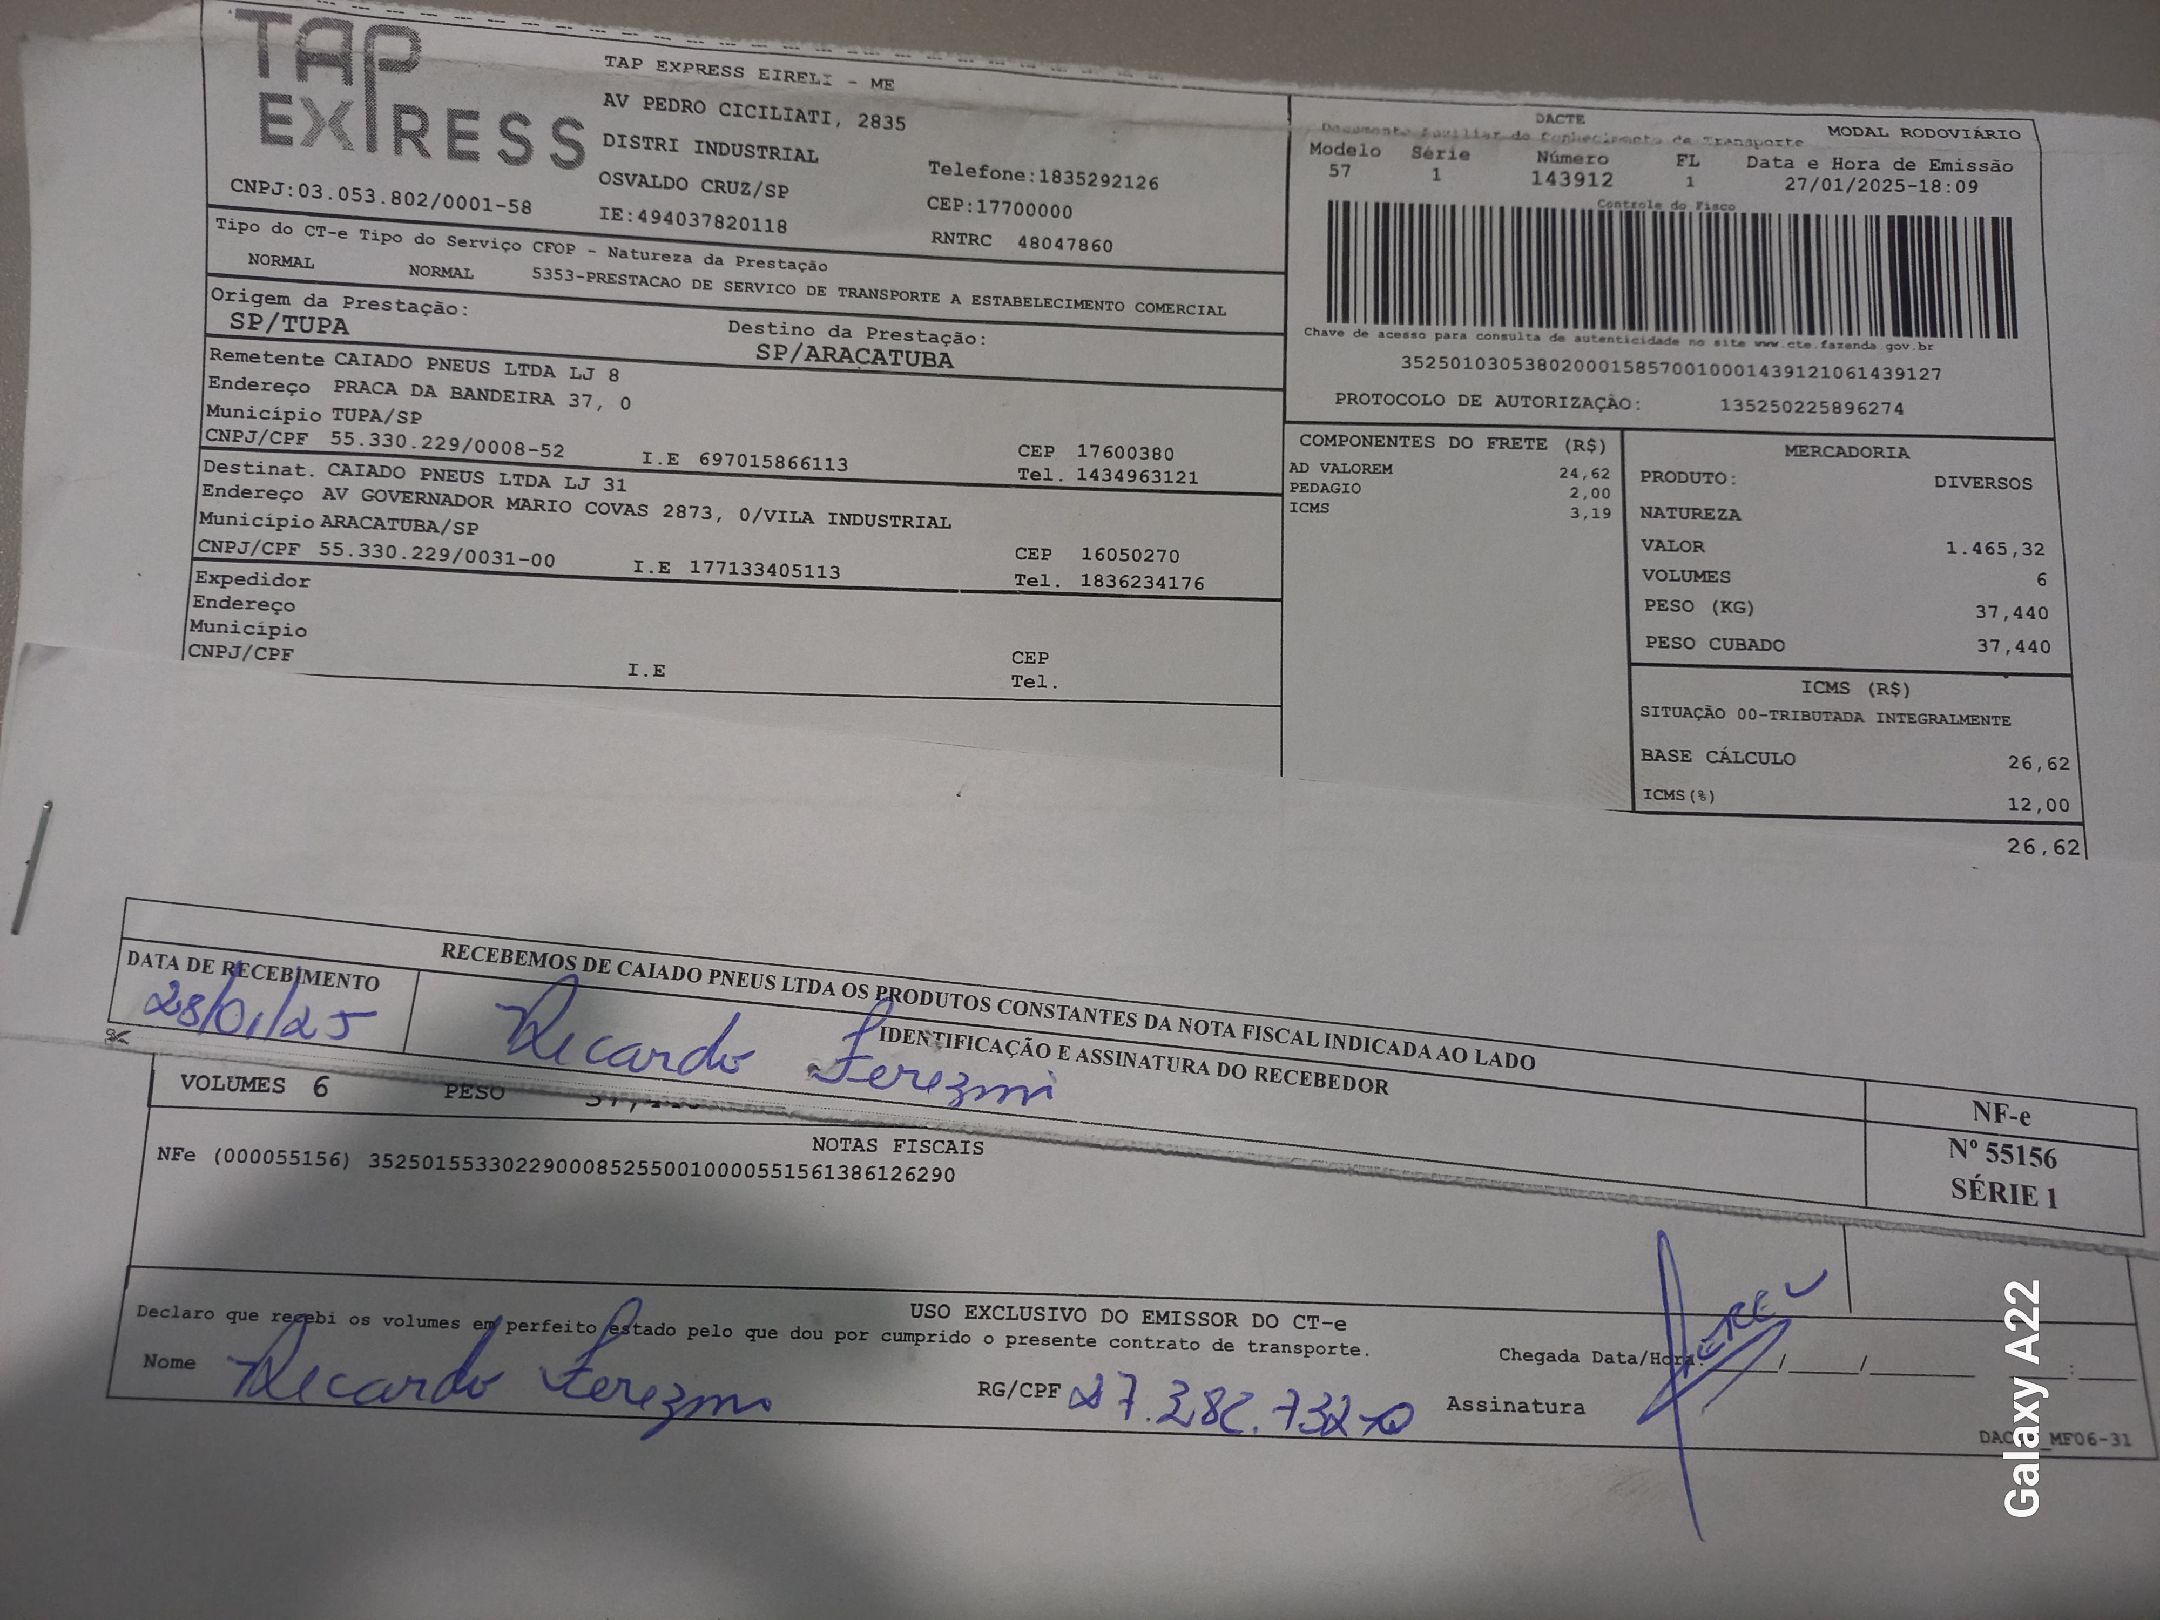 TAP
EXPRESS
TAP EXPRESS EIRELI - ME
AV PEDRO CICILIATI, 2835
DISTRI INDUSTRIAL
OSVALDO CRUZ/SP
IE:494037820118
Telefone:1835292126
CEP:17700000
RNTRC 48047860
CNPJ:03.053.802/0001-58
DACTE
Documento Auxiliar do Conhecimento de Transporte
MODAL RODOVIÁRIO
Modelo Série Número FL Data e Hora de Emissão
57 1 143912 1 27/01/2025-18:09
Controle do Fisco
Chave de acesso para consulta de autenticidade no site www.cte.fazenda.gov.br
35250103053802000158570010001439121061439127
PROTOCOLO DE AUTORIZAÇÃO: 135250225896274
Tipo do CT-e Tipo do Serviço CFOP - Natureza da Prestação
NORMAL NORMAL 5353-PRESTACAO DE SERVICO DE TRANSPORTE A ESTABELECIMENTO COMERCIAL
Origem da Prestação:
SP/TUPA
Destino da Prestação:
SP/ARACATUBA
Remetente CAIADO PNEUS LTDA LJ 8
Endereço PRACA DA BANDEIRA 37, 0
Município TUPA/SP
CNPJ/CPF 55.330.229/0008-52 I.E 697015866113
CEP 17600380
Tel. 1434963121
Destinat. CAIADO PNEUS LTDA LJ 31
Endereço AV GOVERNADOR MARIO COVAS 2873, 0/VILA INDUSTRIAL
Município ARACATUBA/SP
CNPJ/CPF 55.330.229/0031-00 I.E 177133405113
CEP 16050270
Tel. 1836234176
Expedidor
Endereço
Município
CNPJ/CPF I.E
CEP
Tel.
COMPONENTES DO FRETE (R$)
AD VALOREM 24,62
PEDAGIO 2,00
ICMS 3,19
MERCADORIA
PRODUTO: DIVERSOS
NATUREZA
VALOR 1.465,32
VOLUMES 6
PESO (KG) 37,440
PESO CUBADO 37,440
ICMS (R$)
SITUAÇÃO 00-TRIBUTADA INTEGRALMENTE
BASE CÁLCULO 26,62
ICMS(%) 12,00
26,62
RECEBEMOS DE CAIADO PNEUS LTDA OS PRODUTOS CONSTANTES DA NOTA FISCAL INDICADA AO LADO
DATA DE RECEBIMENTO
28/01/25
IDENTIFICAÇÃO E ASSINATURA DO RECEBEDOR
Ricardo
NF-e
Nº 55156
SÉRIE 1
VOLUMES 6 PESO
NOTAS FISCAIS
NFe (000055156) 35250155330229000852550010000551561386126290
USO EXCLUSIVO DO EMISSOR DO CT-e
Declaro que recebi os volumes em perfeito estado pelo que dou por cumprido o presente contrato de transporte.
Nome Ricardo
RG/CPF
Chegada Data/Hora: / / :
Assinatura
MF06-31
Galaxy A22